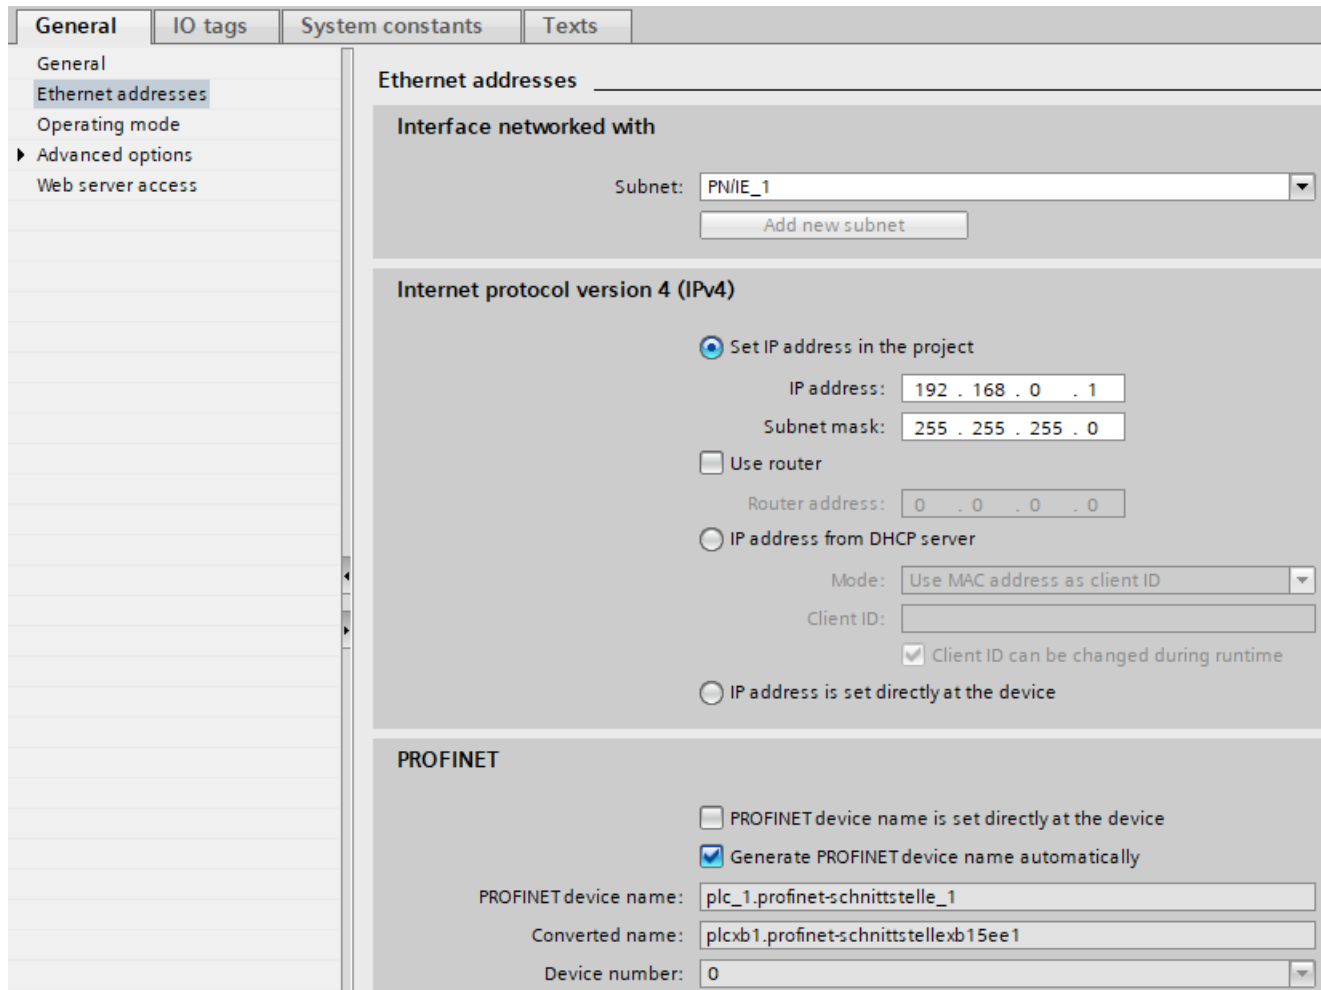 General IO tags System constants Texts
General
Ethernet addresses
Operating mode
Advanced options
Web server access
Ethernet addresses
Interface networked with
Subnet: PN/IE_1
Add new subnet
Internet protocol version 4 (IPv4)
Set IP address in the project
IP address: 192 . 168 . 0 . 1
Subnet mask: 255 . 255 . 255 . 0
Use router
Router address: 0 . 0 . 0 . 0
IP address from DHCP server
Mode: Use MAC address as client ID
Client ID:
Client ID can be changed during runtime
IP address is set directly at the device
PROFINET
PROFINET device name is set directly at the device
Generate PROFINET device name automatically
PROFINET device name: plc_1.profinet-schnittstelle_1
Converted name: plcxb1.profinet-schnittstellexb15ee1
Device number: 0